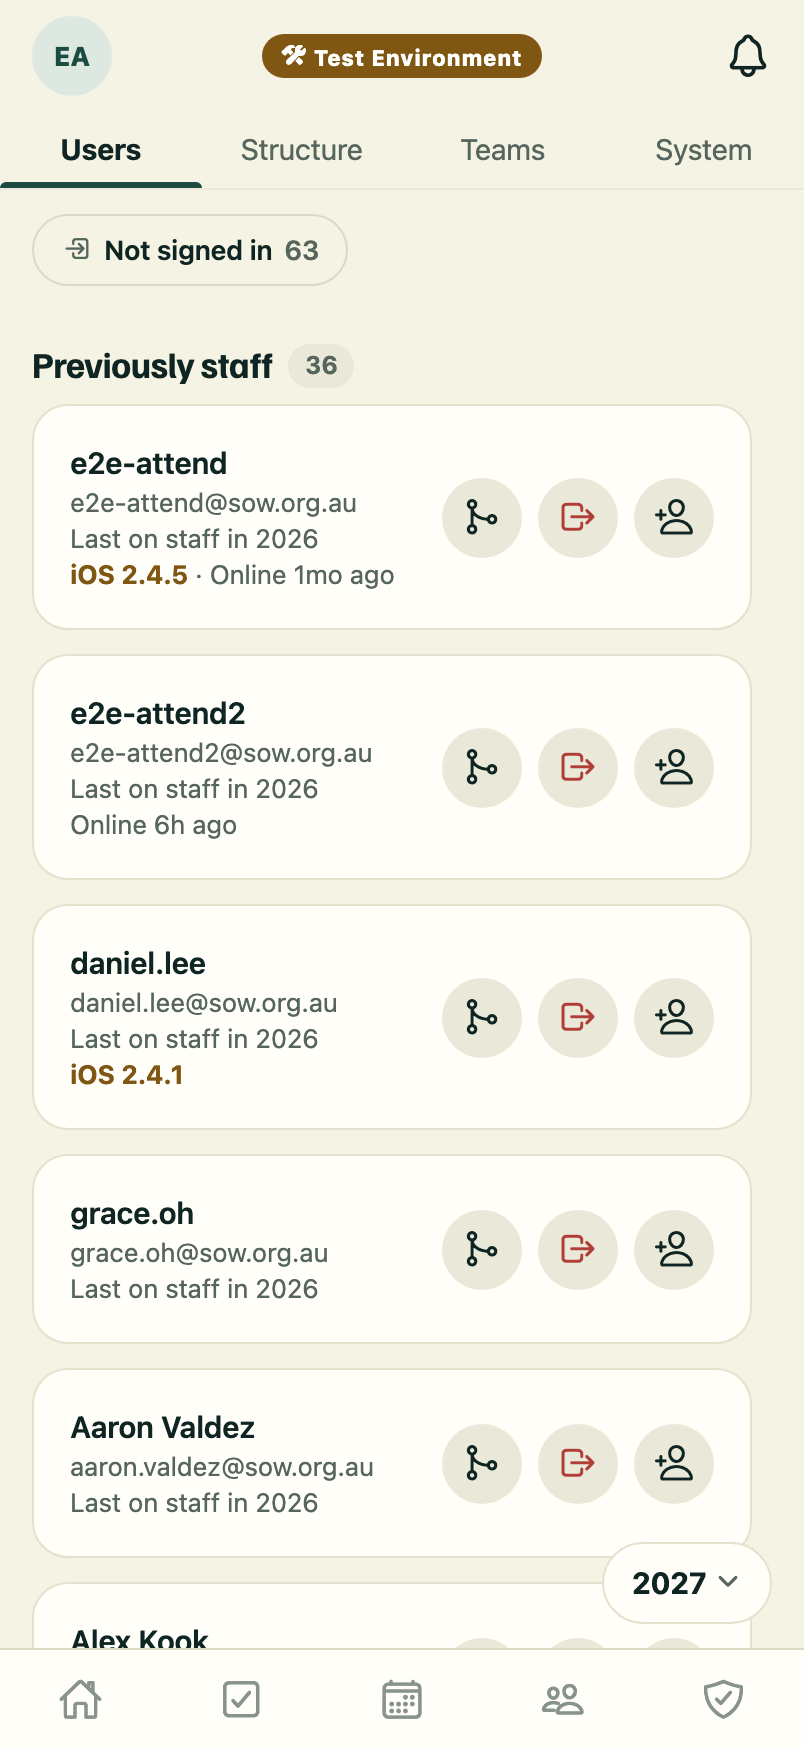 EA
Test Environment
Users
Structure
Teams
System
Not signed in 63
Previously staff 36
e2e-attend
e2e-attend@sow.org.au
Last on staff in 2026
iOS 2.4.5 · Online 1mo ago
e2e-attend2
e2e-attend2@sow.org.au
Last on staff in 2026
Online 6h ago
daniel.lee
daniel.lee@sow.org.au
Last on staff in 2026
iOS 2.4.1
grace.oh
grace.oh@sow.org.au
Last on staff in 2026
Aaron Valdez
aaron.valdez@sow.org.au
Last on staff in 2026
2027
Alex Kook